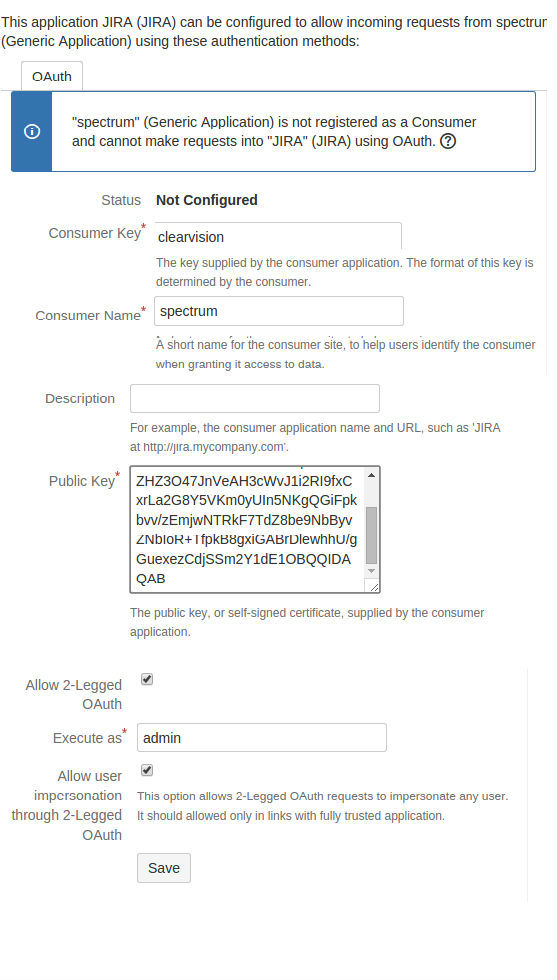 This application JIRA (JIRA) can be configured to allow incoming requests from spectrum
(Generic Application) using these authentication methods:
OAuth
"spectrum" (Generic Application) is not registered as a Consumer
and cannot make requests into "JIRA" (JIRA) using OAuth.
Status Not Configured
Consumer Key* clearvision
The key supplied by the consumer application. The format of this key is
determined by the consumer.
Consumer Name* spectrum
A short name for the consumer site, to help users identify the consumer
when granting it access to data.
Description
For example, the consumer application name and URL, such as 'JIRA
at http://jira.mycompany.com'.
Public Key*
ZHZ3O47JnVeAH3cWvJ1i2RI9fxC
xrLa2G8Y5VKm0yUIn5NKgQGiFpk
bvv/zEmjwNTRkF7TdZ8be9NbByv
ZNbIoR+TfpkB8gxiGABrDlewhhU/g
GuexezCdjSSm2Y1dE1OBQQIDA
QAB
The public key, or self-signed certificate, supplied by the consumer
application.
Allow 2-Legged
OAuth
Execute as* admin
Allow user
impersonation
through 2-Legged
OAuth
This option allows 2-Legged OAuth requests to impersonate any user.
It should allowed only in links with fully trusted application.
Save